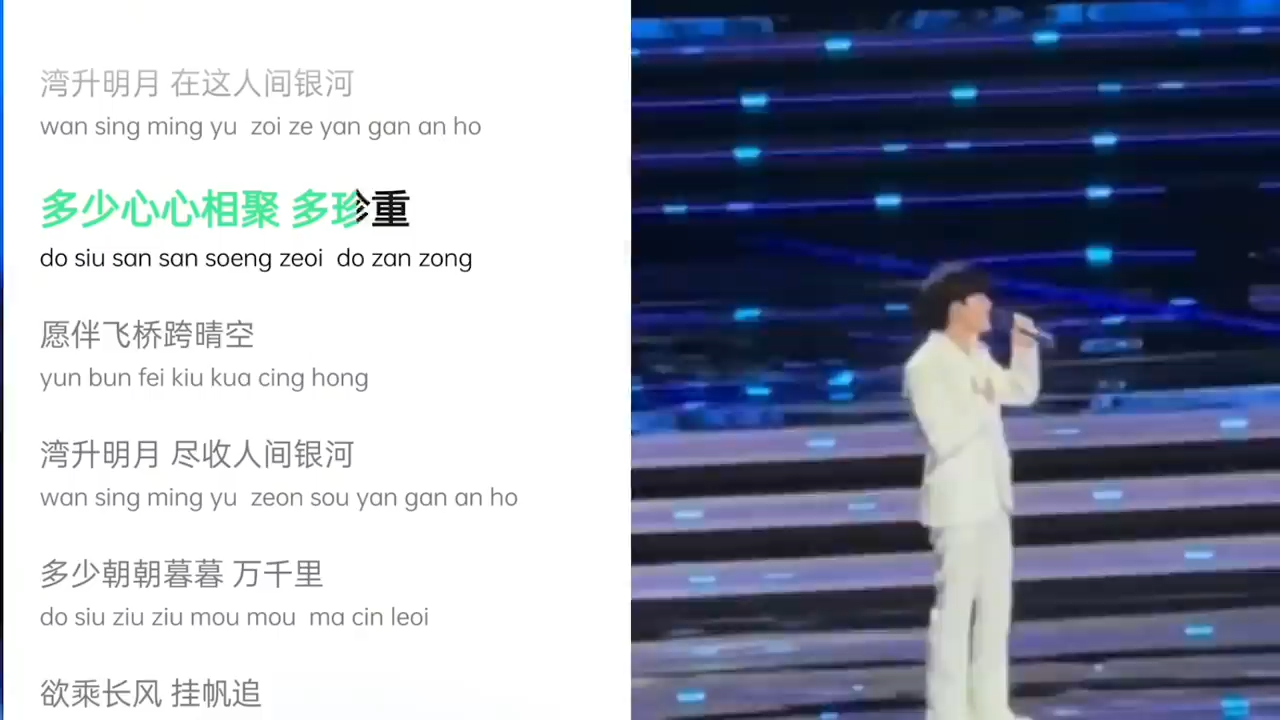 湾升明月 在这人间银河
wan sing ming yu  zoi ze yan gan an ho
多少心心相聚 多珍重
do siu san san soeng zeoi  do zan zong
愿伴飞桥跨晴空
yun bun fei kiu kua cing hong
湾升明月 尽收人间银河
wan sing ming yu  zeon sou yan gan an ho
多少朝朝暮暮 万千里
do siu ziu ziu mou mou  ma cin leoi
欲乘长风 挂帆追